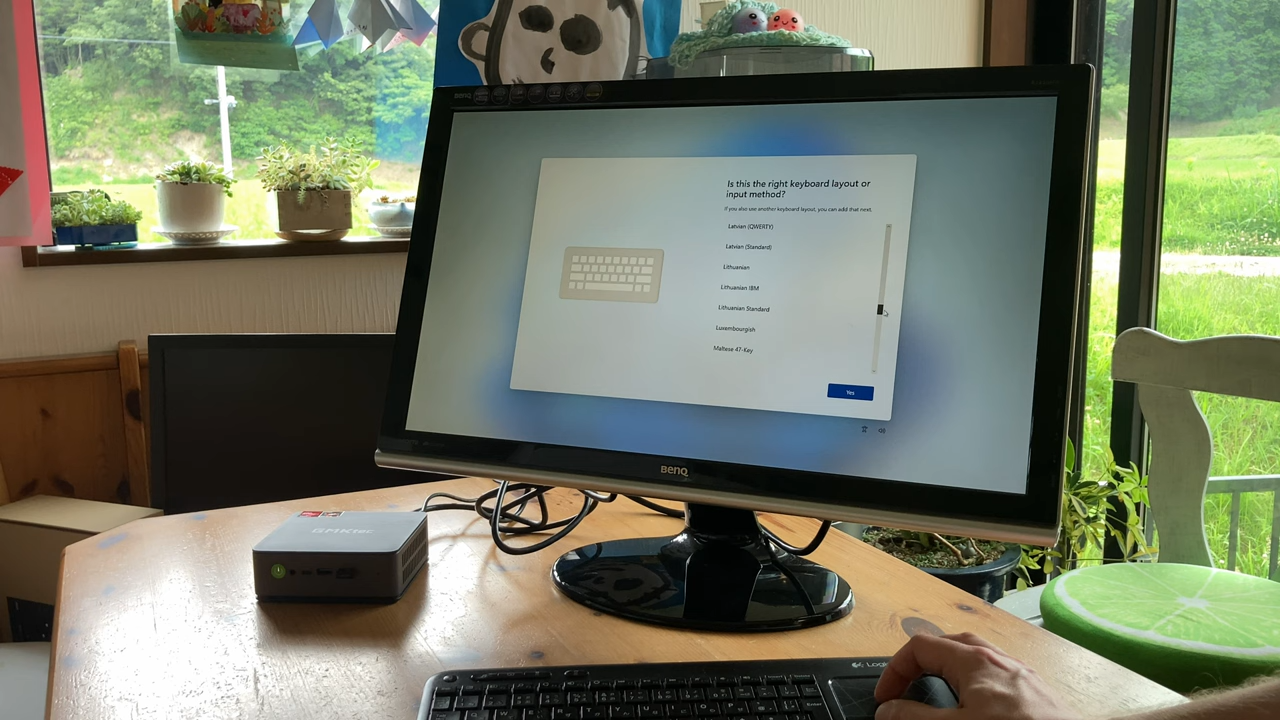 BenQ
Is this the right keyboard layout or
input method?
If you also use another keyboard layout, you can add that next.
Latvian (QWERTY)
Latvian (Standard)
Lithuanian
Lithuanian IBM
Lithuanian Standard
Luxembourgish
Maltese 47-Key
Yes
BenQ
GMKtec